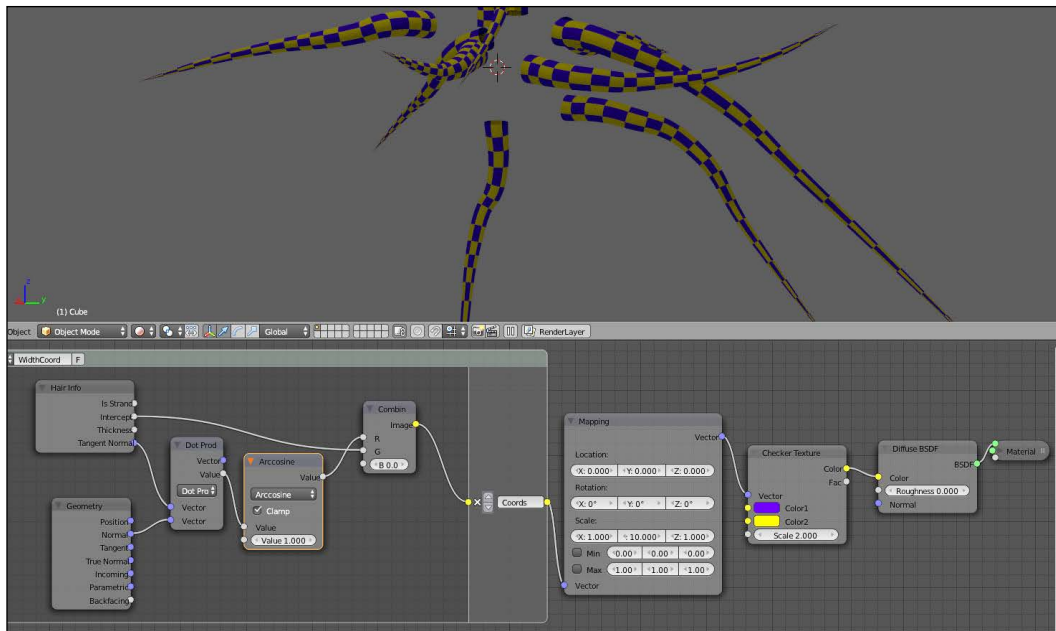 z
y
(1) Cube
Object
Object Mode
Global
RenderLayer
WidthCoord
F
Hair Info
Is Strand
Intercept
Thickness
Tangent Normal
Geometry
Position
Normal
Tangent
True Normal
Incoming
Parametric
Backfacing
Dot Prod
Vector
Value
Dot Pro
Vector
Vector
Arccosine
Value
Arccosine
Clamp
Value
Value 1.000
Combin
Image
R
G
B 0.0
Coords
Mapping
Vector
Location:
X: 0.000 Y: 0.000 Z: 0.000
Rotation:
X: 0° Y: 0° Z: 0°
Scale:
X: 1.000 : 10.000 Z: 1.000
Min 0.00 0.00 0.00
Max 1.00 1.00 1.00
Vector
Checker Texture
Color
Fac
Vector
Color1
Color2
Scale 2.000
Diffuse BSDF
BSDF
Color
Roughness 0.000
Normal
Material